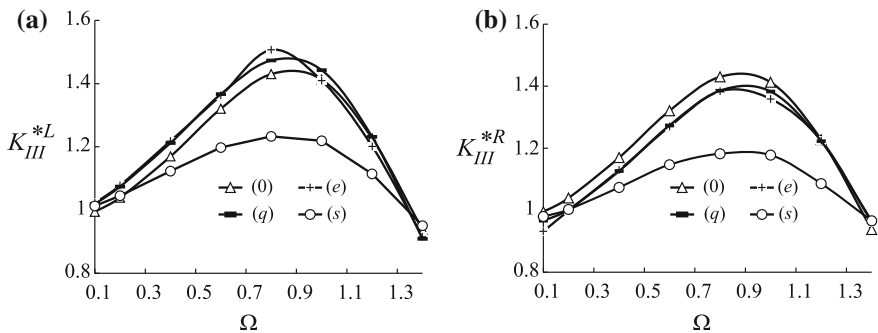 (a)
1.6
1.4
1.2
1
0.8
K_{III}^{*L}
(0) (e)
(q) (s)
0.1 0.3 0.5 0.7 0.9 1.1 1.3
Ω
(b)
1.6
1.4
1.2
1
0.8
K_{III}^{*R}
(0) (e)
(q) (s)
0.1 0.3 0.5 0.7 0.9 1.1 1.3
Ω